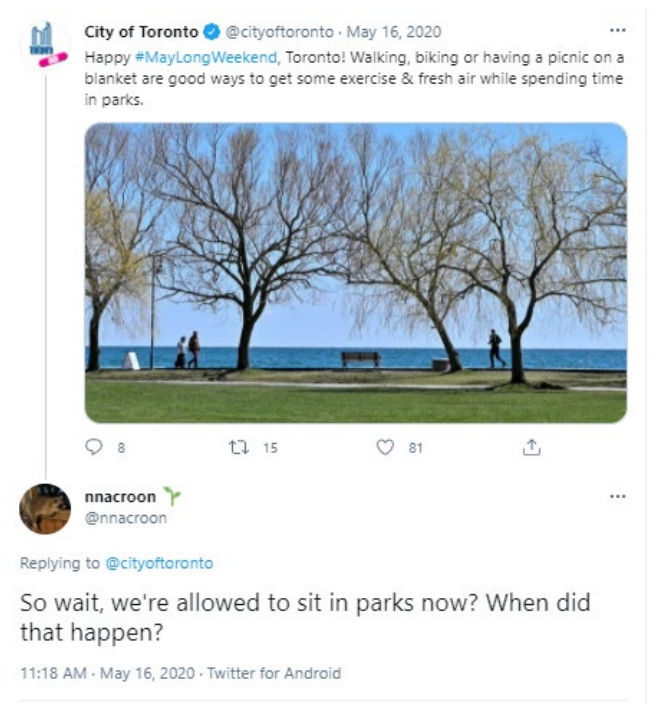 City of Toronto @cityoftoronto · May 16, 2020
Happy #MayLongWeekend, Toronto! Walking, biking or having a picnic on a
blanket are good ways to get some exercise & fresh air while spending time
in parks.
8 15 81
nnacroon
@nnacroon
Replying to @cityoftoronto
So wait, we're allowed to sit in parks now? When did
that happen?
11:18 AM · May 16, 2020 · Twitter for Android